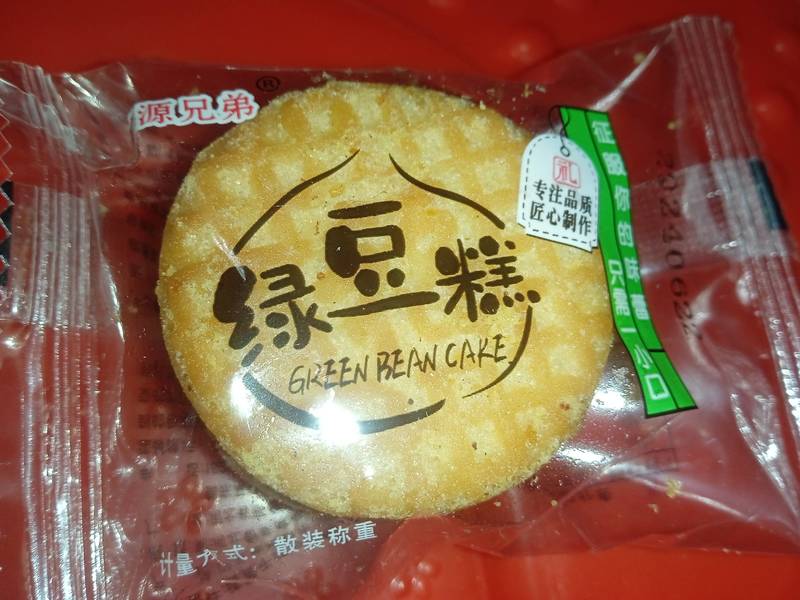 源兄弟®
绿豆糕
GREEN BEAN CAKE
礼
专注品质
匠心制作
征服你的味蕾
只需一小口
计量方式：散装称重